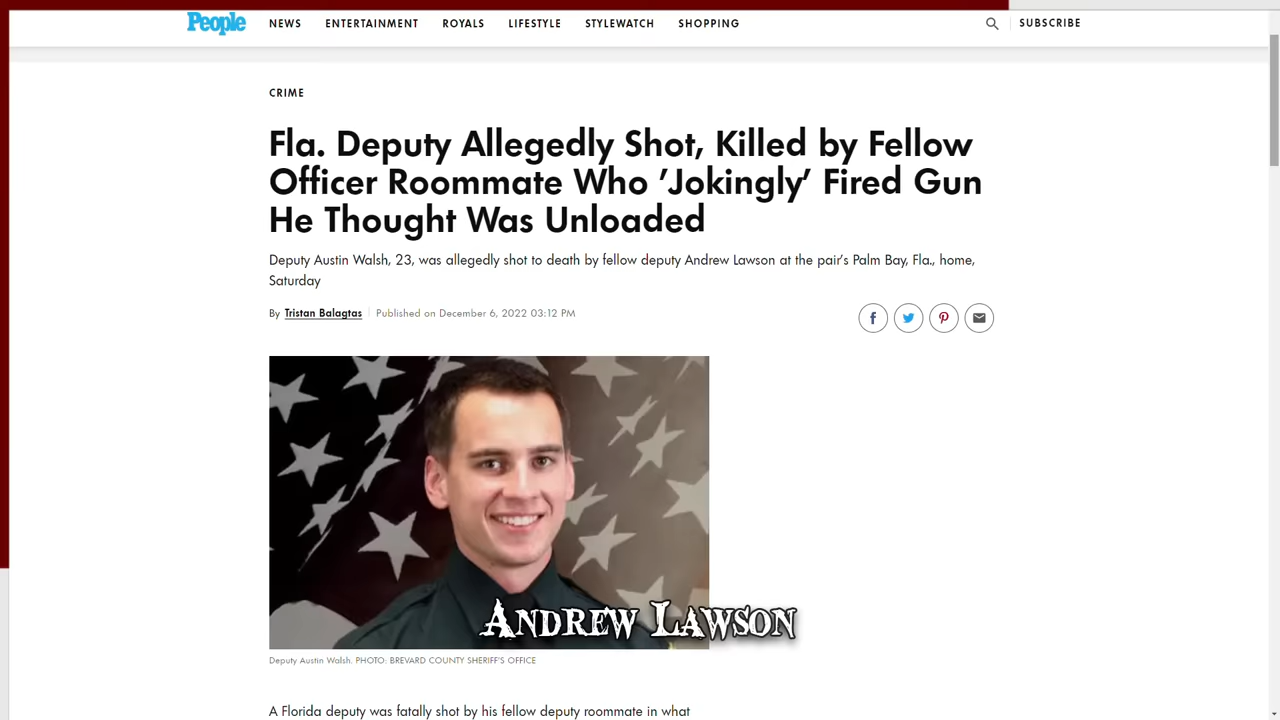 People NEWS ENTERTAINMENT ROYALS LIFESTYLE STYLEWATCH SHOPPING SUBSCRIBE
CRIME
Fla. Deputy Allegedly Shot, Killed by Fellow
Officer Roommate Who 'Jokingly' Fired Gun
He Thought Was Unloaded
Deputy Austin Walsh, 23, was allegedly shot to death by fellow deputy Andrew Lawson at the pair's Palm Bay, Fla., home,
Saturday
By Tristan Balagtas Published on December 6, 2022 03:12 PM
ANDREW LAWSON
Deputy Austin Walsh. PHOTO: BREVARD COUNTY SHERIFF'S OFFICE
A Florida deputy was fatally shot by his fellow deputy roommate in what